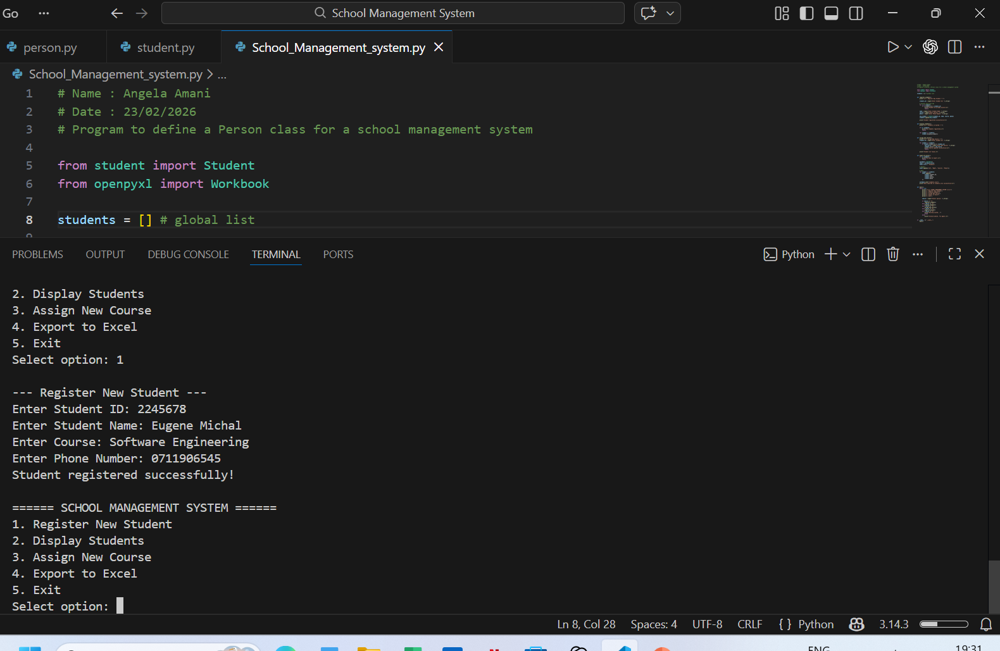 Go
School Management System
person.py
student.py
School_Management_system.py
School_Management_system.py > ...
1 # Name : Angela Amani
2 # Date : 23/02/2026
3 # Program to define a Person class for a school management system
4
5 from student import Student
6 from openpyxl import Workbook
7
8 students = [] # global list
9
PROBLEMS OUTPUT DEBUG CONSOLE TERMINAL PORTS Python
2. Display Students
3. Assign New Course
4. Export to Excel
5. Exit
Select option: 1
--- Register New Student ---
Enter Student ID: 2245678
Enter Student Name: Eugene Michal
Enter Course: Software Engineering
Enter Phone Number: 0711906545
Student registered successfully!
====== SCHOOL MANAGEMENT SYSTEM ======
1. Register New Student
2. Display Students
3. Assign New Course
4. Export to Excel
5. Exit
Select option:
Ln 8, Col 28 Spaces: 4 UTF-8 CRLF { } Python 3.14.3
ENG 19:31